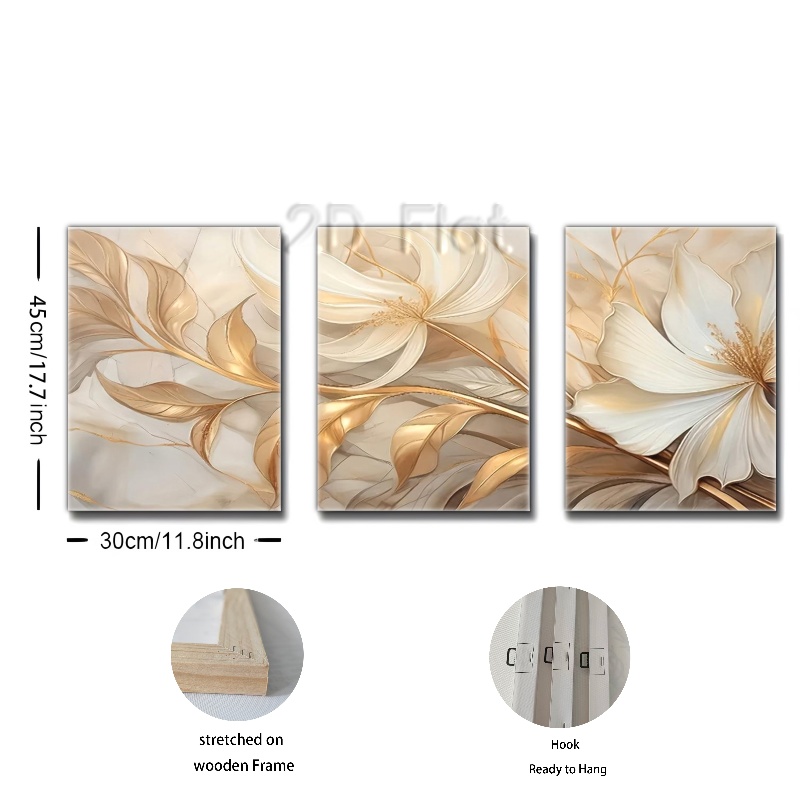 2D Flat
45cm/17.7inch
30cm/11.8inch
stretched on
wooden Frame
Hook
Ready to Hang